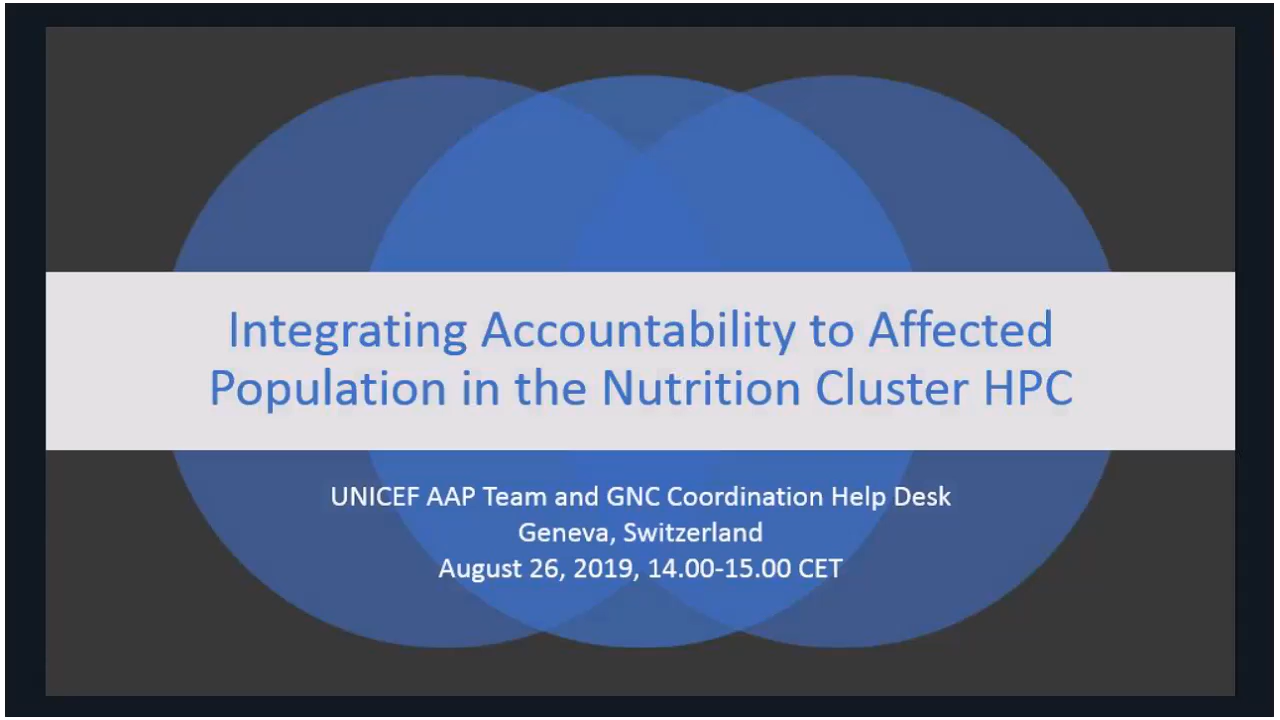 Integrating Accountability to Affected
Population in the Nutrition Cluster HPC
UNICEF AAP Team and GNC Coordination Help Desk
Geneva, Switzerland
August 26, 2019, 14.00-15.00 CET